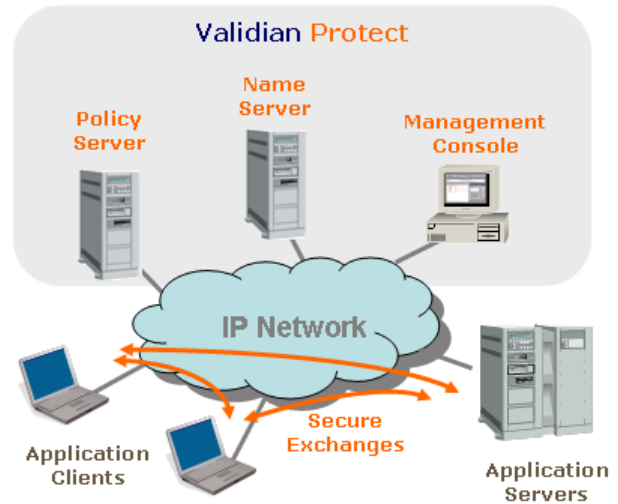 Validian Protect
Name
Server
Policy
Server
Management
Console
IP Network
Secure
Exchanges
Application
Clients
Application
Servers